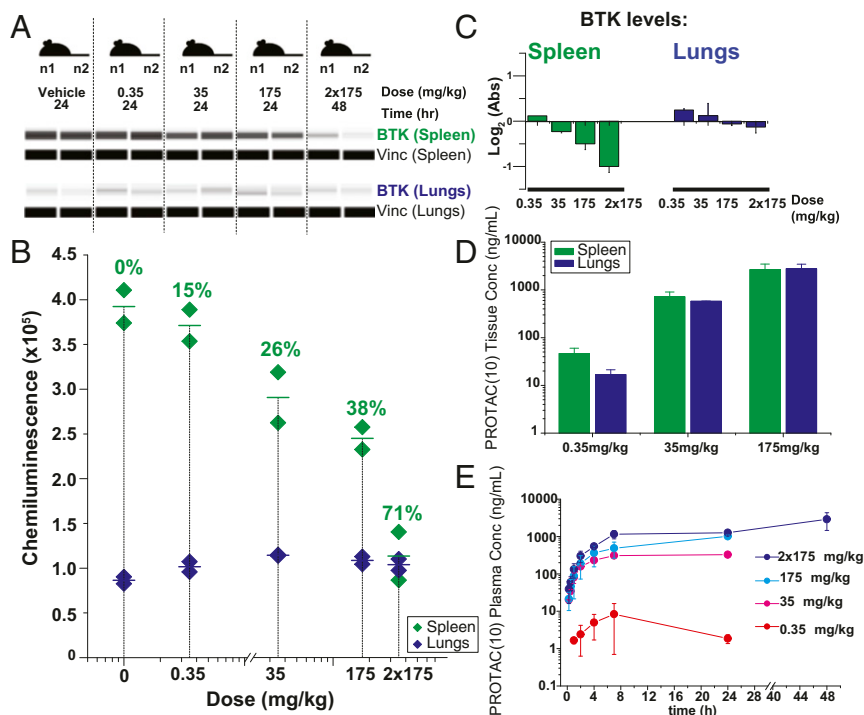 A
n1 n2 n1 n2 n1 n2 n1 n2 n1 n2
Vehicle 0.35 35 175 2x175 Dose (mg/kg)
24 24 24 24 48 Time (hr)
BTK (Spleen)
Vinc (Spleen)
BTK (Lungs)
Vinc (Lungs)
B
Chemiluminescence (x10⁵)
4.5
4.0
3.5
3.0
2.5
2.0
1.5
1.0
.5
0
0%
15%
26%
38%
71%
Spleen
Lungs
0 0.35 35 175 2x175
Dose (mg/kg)
C
BTK levels:
Spleen Lungs
Log₂ (Abs)
1
0
-1
0.35 35 175 2x175 0.35 35 175 2x175 Dose
(mg/kg)
D
PROTAC(10) Tissue Conc (ng/mL)
10000
1000
100
10
1
Spleen
Lungs
0.35mg/kg 35mg/kg 175mg/kg
E
PROTAC(10) Plasma Conc (ng/mL)
10000
1000
100
10
1
0.1
2x175 mg/kg
175 mg/kg
35 mg/kg
0.35 mg/kg
0 4 8 12 16 20 24 28 40 44 48
time (h)